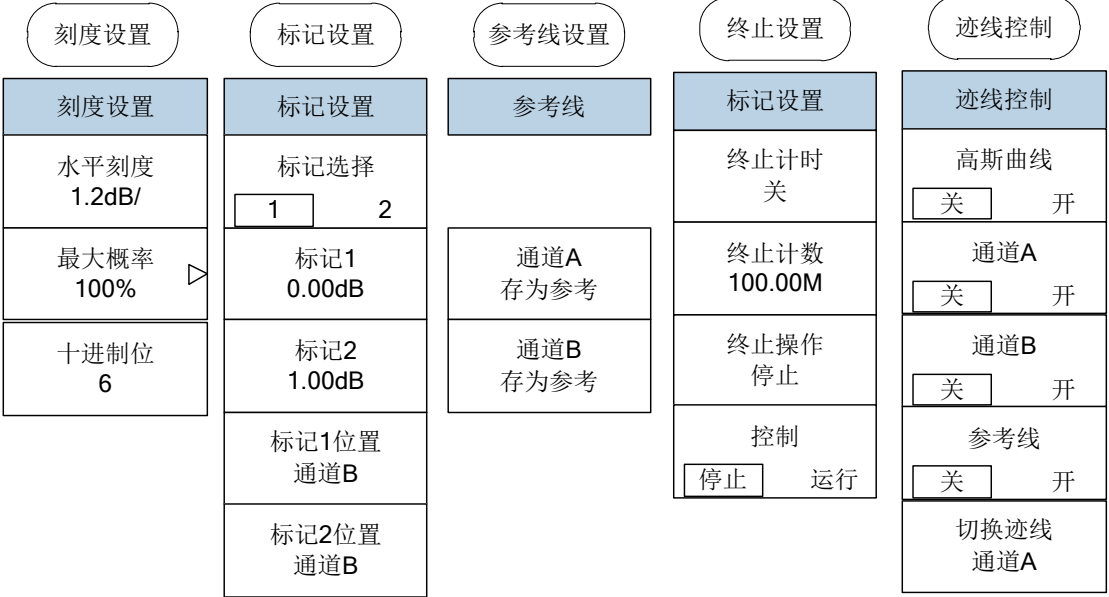 刻度设置
刻度设置
水平刻度
1.2dB/
最大概率
100%
十进制位
6
标记设置
标记设置
标记选择
1 2
标记1
0.00dB
标记2
1.00dB
标记1位置
通道B
标记2位置
通道B
参考线设置
参考线
通道A
存为参考
通道B
存为参考
终止设置
标记设置
终止计时
关
终止计数
100.00M
终止操作
停止
控制
停止 运行
迹线控制
迹线控制
高斯曲线
关 开
通道A
关 开
通道B
关 开
参考线
关 开
切换迹线
通道A